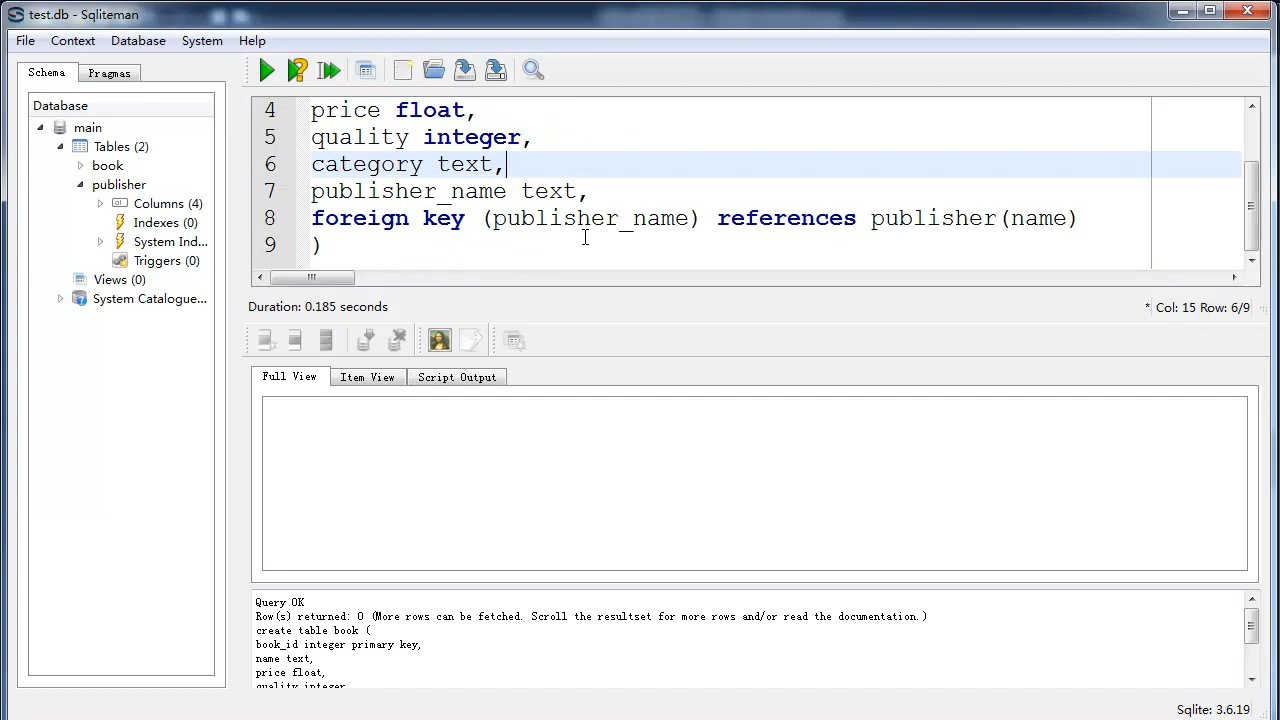 test.db - Sqliteman
File Context Database System Help
Schema Pragmas
Database
main
Tables (2)
book
publisher
Columns (4)
Indexes (0)
System Ind...
Triggers (0)
Views (0)
System Catalogue...
4 price float,
5 quality integer,
6 category text,
7 publisher_name text,
8 foreign key (publisher_name) references publisher(name)
9 )
Duration: 0.185 seconds
* Col: 15 Row: 6/9
Full View Item View Script Output
Query OK
Row(s) returned: 0 (More rows can be fetched. Scroll the resultset for more rows and/or read the documentation.)
create table book (
book_id integer primary key,
name text,
price float,
quality integer
Sqlite: 3.6.19